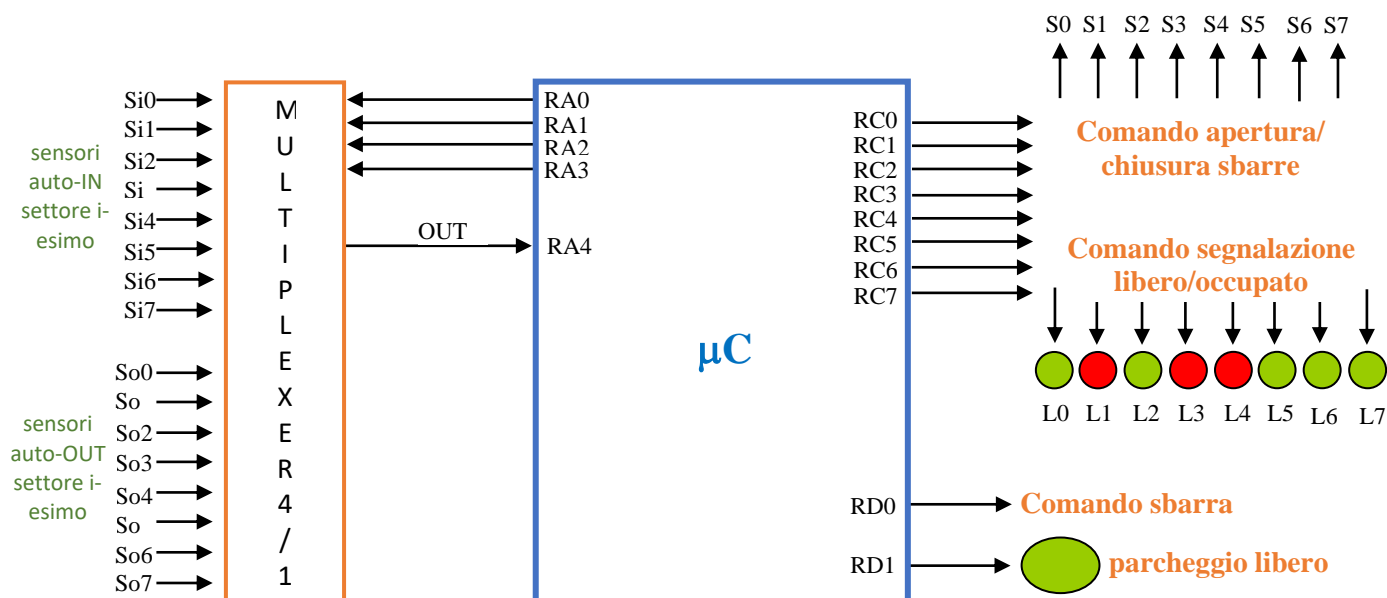 S0 S1 S2 S3 S4 S5 S6 S7
Si0
Si1
Si2
Si
Si4
Si5
Si6
Si7
sensori
auto-IN
settore i-
esimo
So0
So
So2
So3
So4
So
So6
So7
sensori
auto-OUT
settore i-
esimo
M
U
L
T
I
P
L
E
X
E
R
4
/
1
RA0
RA1
RA2
RA3
OUT
RA4
μC
RC0
RC1
RC2
RC3
RC4
RC5
RC6
RC7
Comando apertura/
chiusura sbarre
Comando segnalazione
libero/occupato
L0 L1 L2 L3 L4 L5 L6 L7
RD0
Comando sbarra
RD1
parcheggio libero